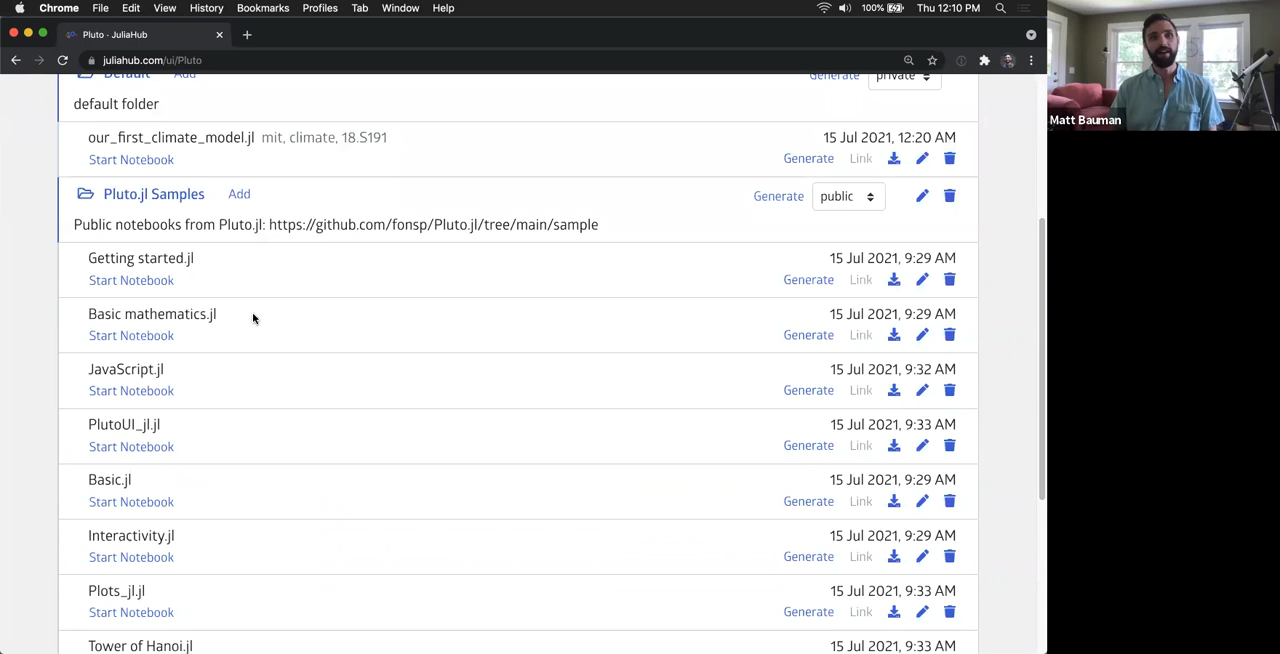 Chrome File Edit View History Bookmarks Profiles Tab Window Help 100% Thu 12:10 PM
Pluto · JuliaHub
juliahub.com/ui/Pluto
Default Add Generate private
default folder
our_first_climate_model.jl mit, climate, 18.S191 15 Jul 2021, 12:20 AM
Start Notebook Generate Link
Pluto.jl Samples Add Generate public
Public notebooks from Pluto.jl: https://github.com/fonsp/Pluto.jl/tree/main/sample
Getting started.jl 15 Jul 2021, 9:29 AM
Start Notebook Generate Link
Basic mathematics.jl 15 Jul 2021, 9:29 AM
Start Notebook Generate Link
JavaScript.jl 15 Jul 2021, 9:32 AM
Start Notebook Generate Link
PlutoUI_jl.jl 15 Jul 2021, 9:33 AM
Start Notebook Generate Link
Basic.jl 15 Jul 2021, 9:29 AM
Start Notebook Generate Link
Interactivity.jl 15 Jul 2021, 9:29 AM
Start Notebook Generate Link
Plots_jl.jl 15 Jul 2021, 9:33 AM
Start Notebook Generate Link
Tower of Hanoi.jl 15 Jul 2021, 9:33 AM
Matt Bauman